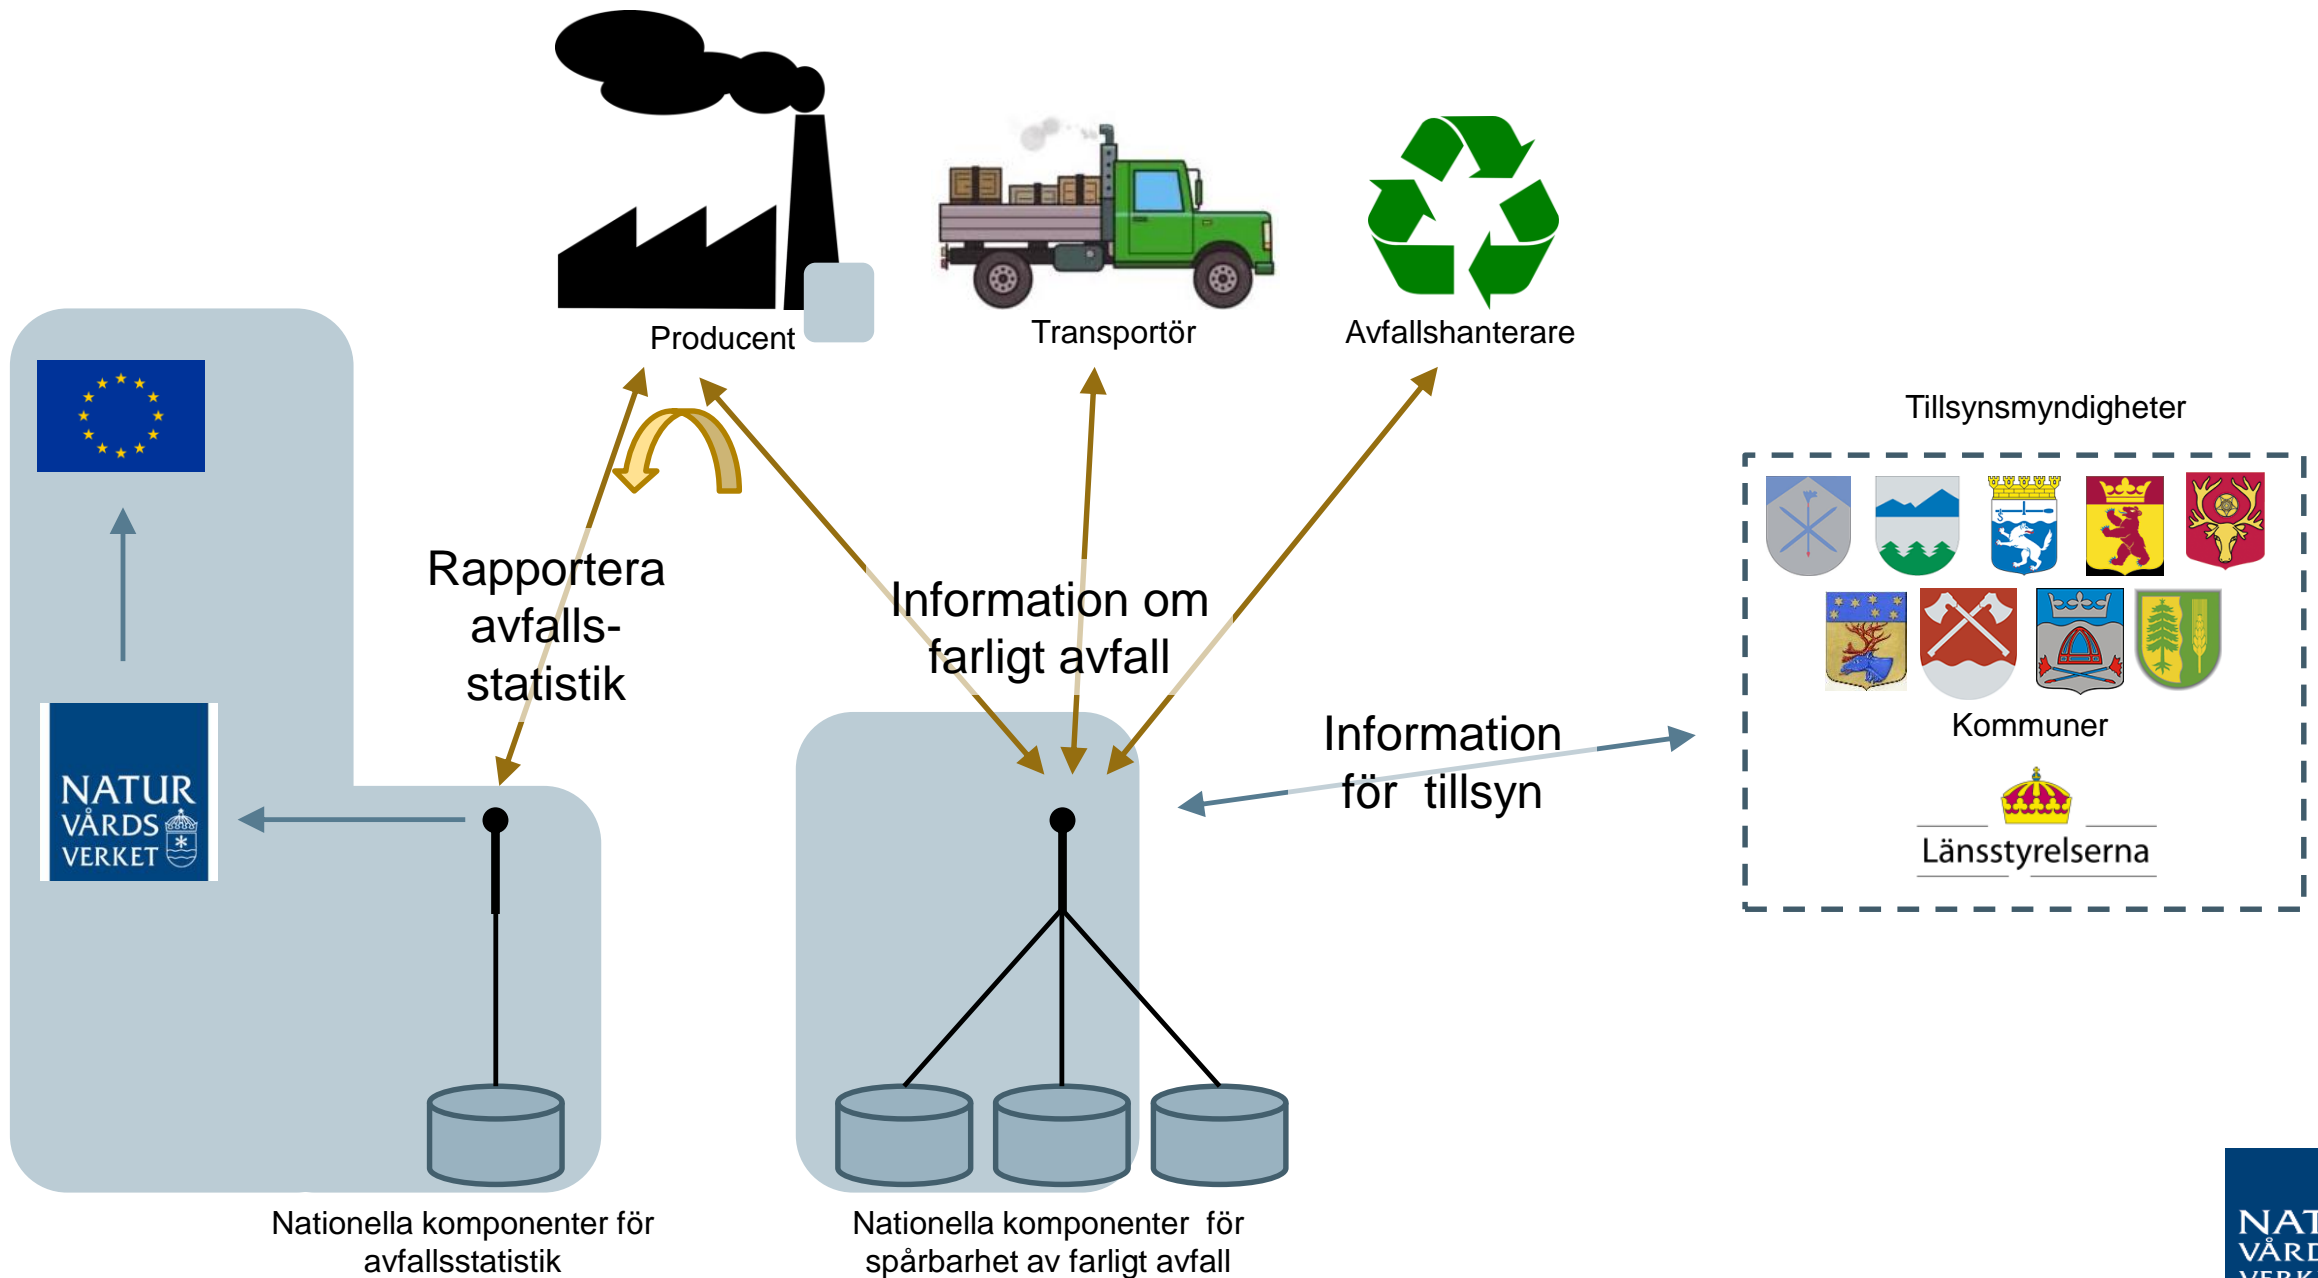 Producent
Transportör
Avfallshanterare
Tillsynsmyndigheter
Rapportera
avfalls-
statistik
Information om
farligt avfall
Information
för tillsyn
Kommuner
Länsstyrelserna
NATUR
VÅRDS
VERKET
Nationella komponenter för
avfallsstatistik
Nationella komponenter för
spårbarhet av farligt avfall